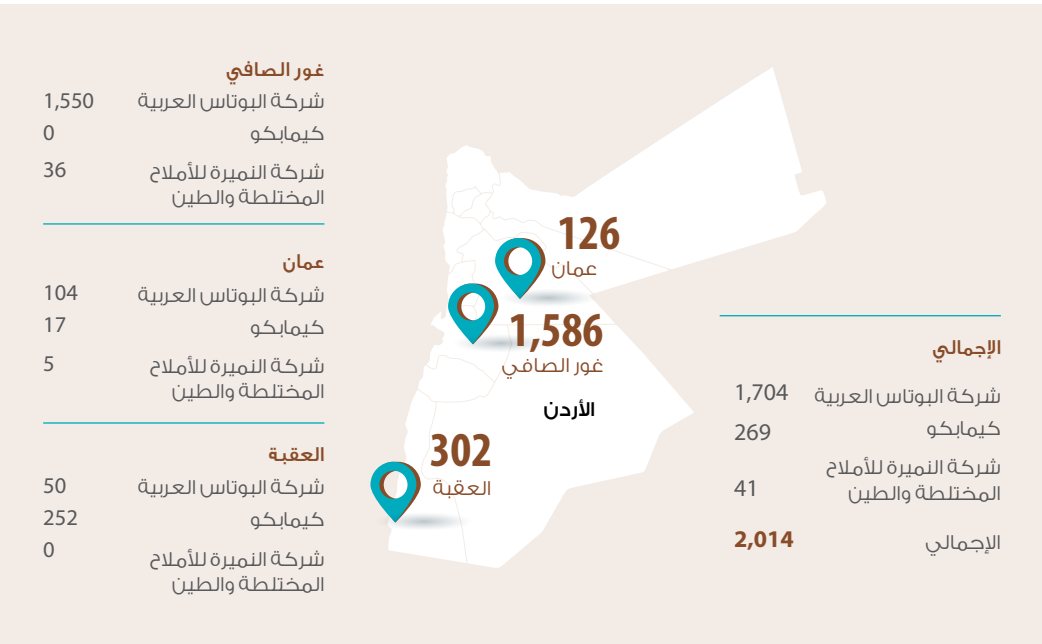 غور الصافي
شركة البوتاس العربية 1,550
كيمابكو 0
شركة النميرة للأملاح 36
المختلطة والطين
عمان
شركة البوتاس العربية 104
كيمابكو 17
شركة النميرة للأملاح 5
المختلطة والطين
العقبة
شركة البوتاس العربية 50
كيمابكو 252
شركة النميرة للأملاح 0
المختلطة والطين
126
عمان
1,586
غور الصافي
الأردن
302
العقبة
الإجمالي
شركة البوتاس العربية 1,704
كيمابكو 269
شركة النميرة للأملاح
المختلطة والطين 41
الإجمالي 2,014